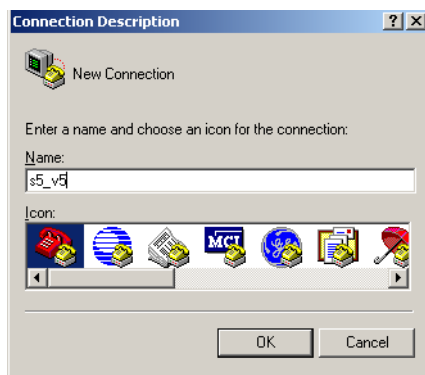 Connection Description
New Connection
Enter a name and choose an icon for the connection:
Name:
s5_v5
Icon:
MCI
OK Cancel